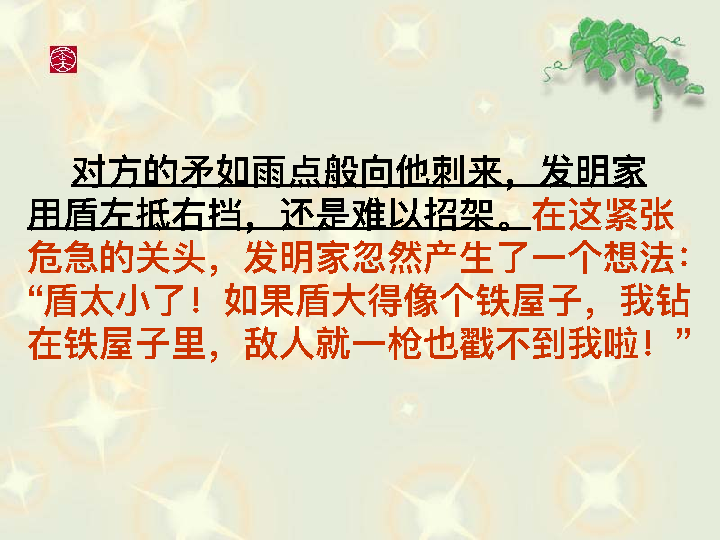 对方的矛如雨点般向他刺来，发明家
用盾左抵右挡，还是难以招架。在这紧张
危急的关头，发明家忽然产生了一个想法：
“盾太小了！如果盾大得像个铁屋子，我钻
在铁屋子里，敌人就一枪也戳不到我啦！”